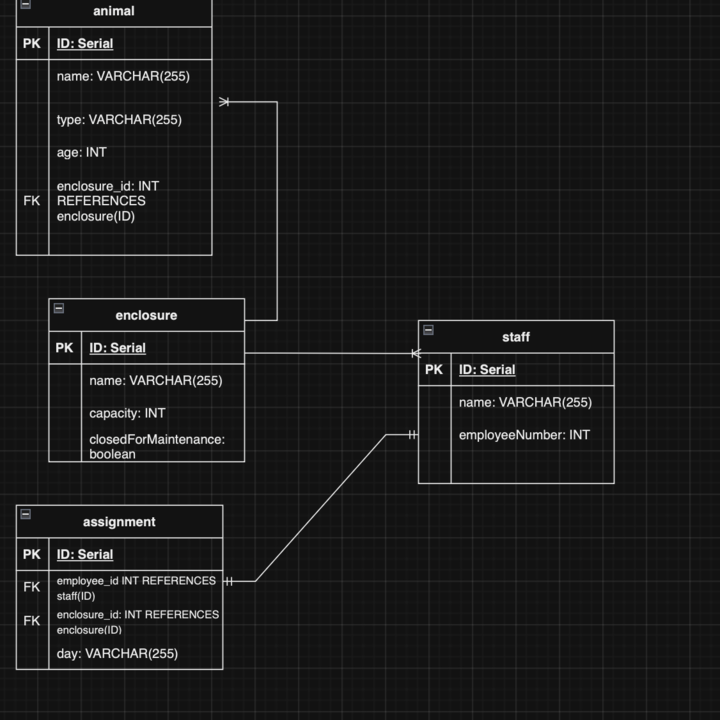 animal
PK ID: Serial
name: VARCHAR(255)
type: VARCHAR(255)
age: INT
enclosure_id: INT
FK REFERENCES
enclosure(ID)
enclosure
PK ID: Serial
name: VARCHAR(255)
capacity: INT
closedForMaintenance:
boolean
staff
PK ID: Serial
name: VARCHAR(255)
employeeNumber: INT
assignment
PK ID: Serial
FK employee_id INT REFERENCES
staff(ID)
FK enclosure_id: INT REFERENCES
enclosure(ID)
day: VARCHAR(255)